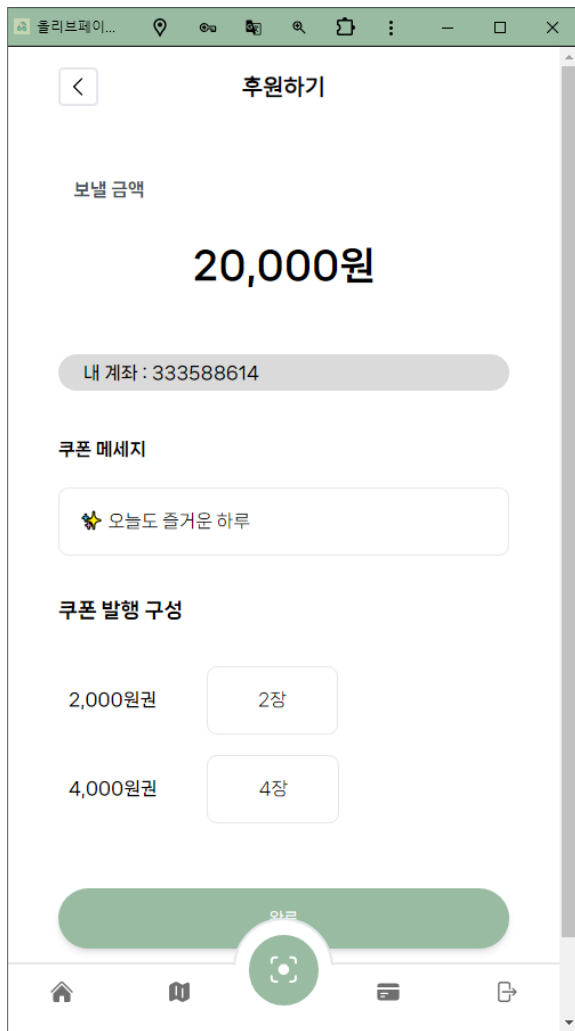 올리브페이...
후원하기
보낼 금액
20,000원
내 계좌 : 333588614
쿠폰 메세지
✨ 오늘도 즐거운 하루
쿠폰 발행 구성
2,000원권 2장
4,000원권 4장
완료